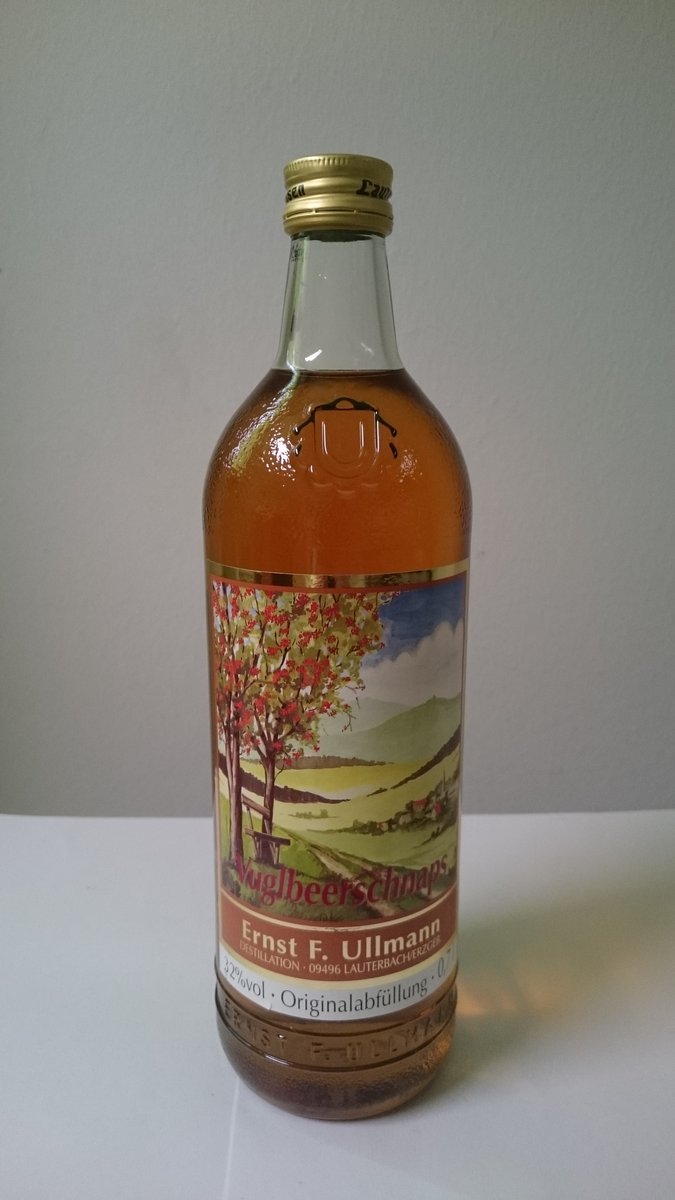 U
Vuglbeerschnaps
Ernst F. Ullmann
DESTILLATION · 09496 LAUTERBACH/ERZGEB.
32%vol · Originalabfüllung · 0,7
ERNST F. ULLMANN